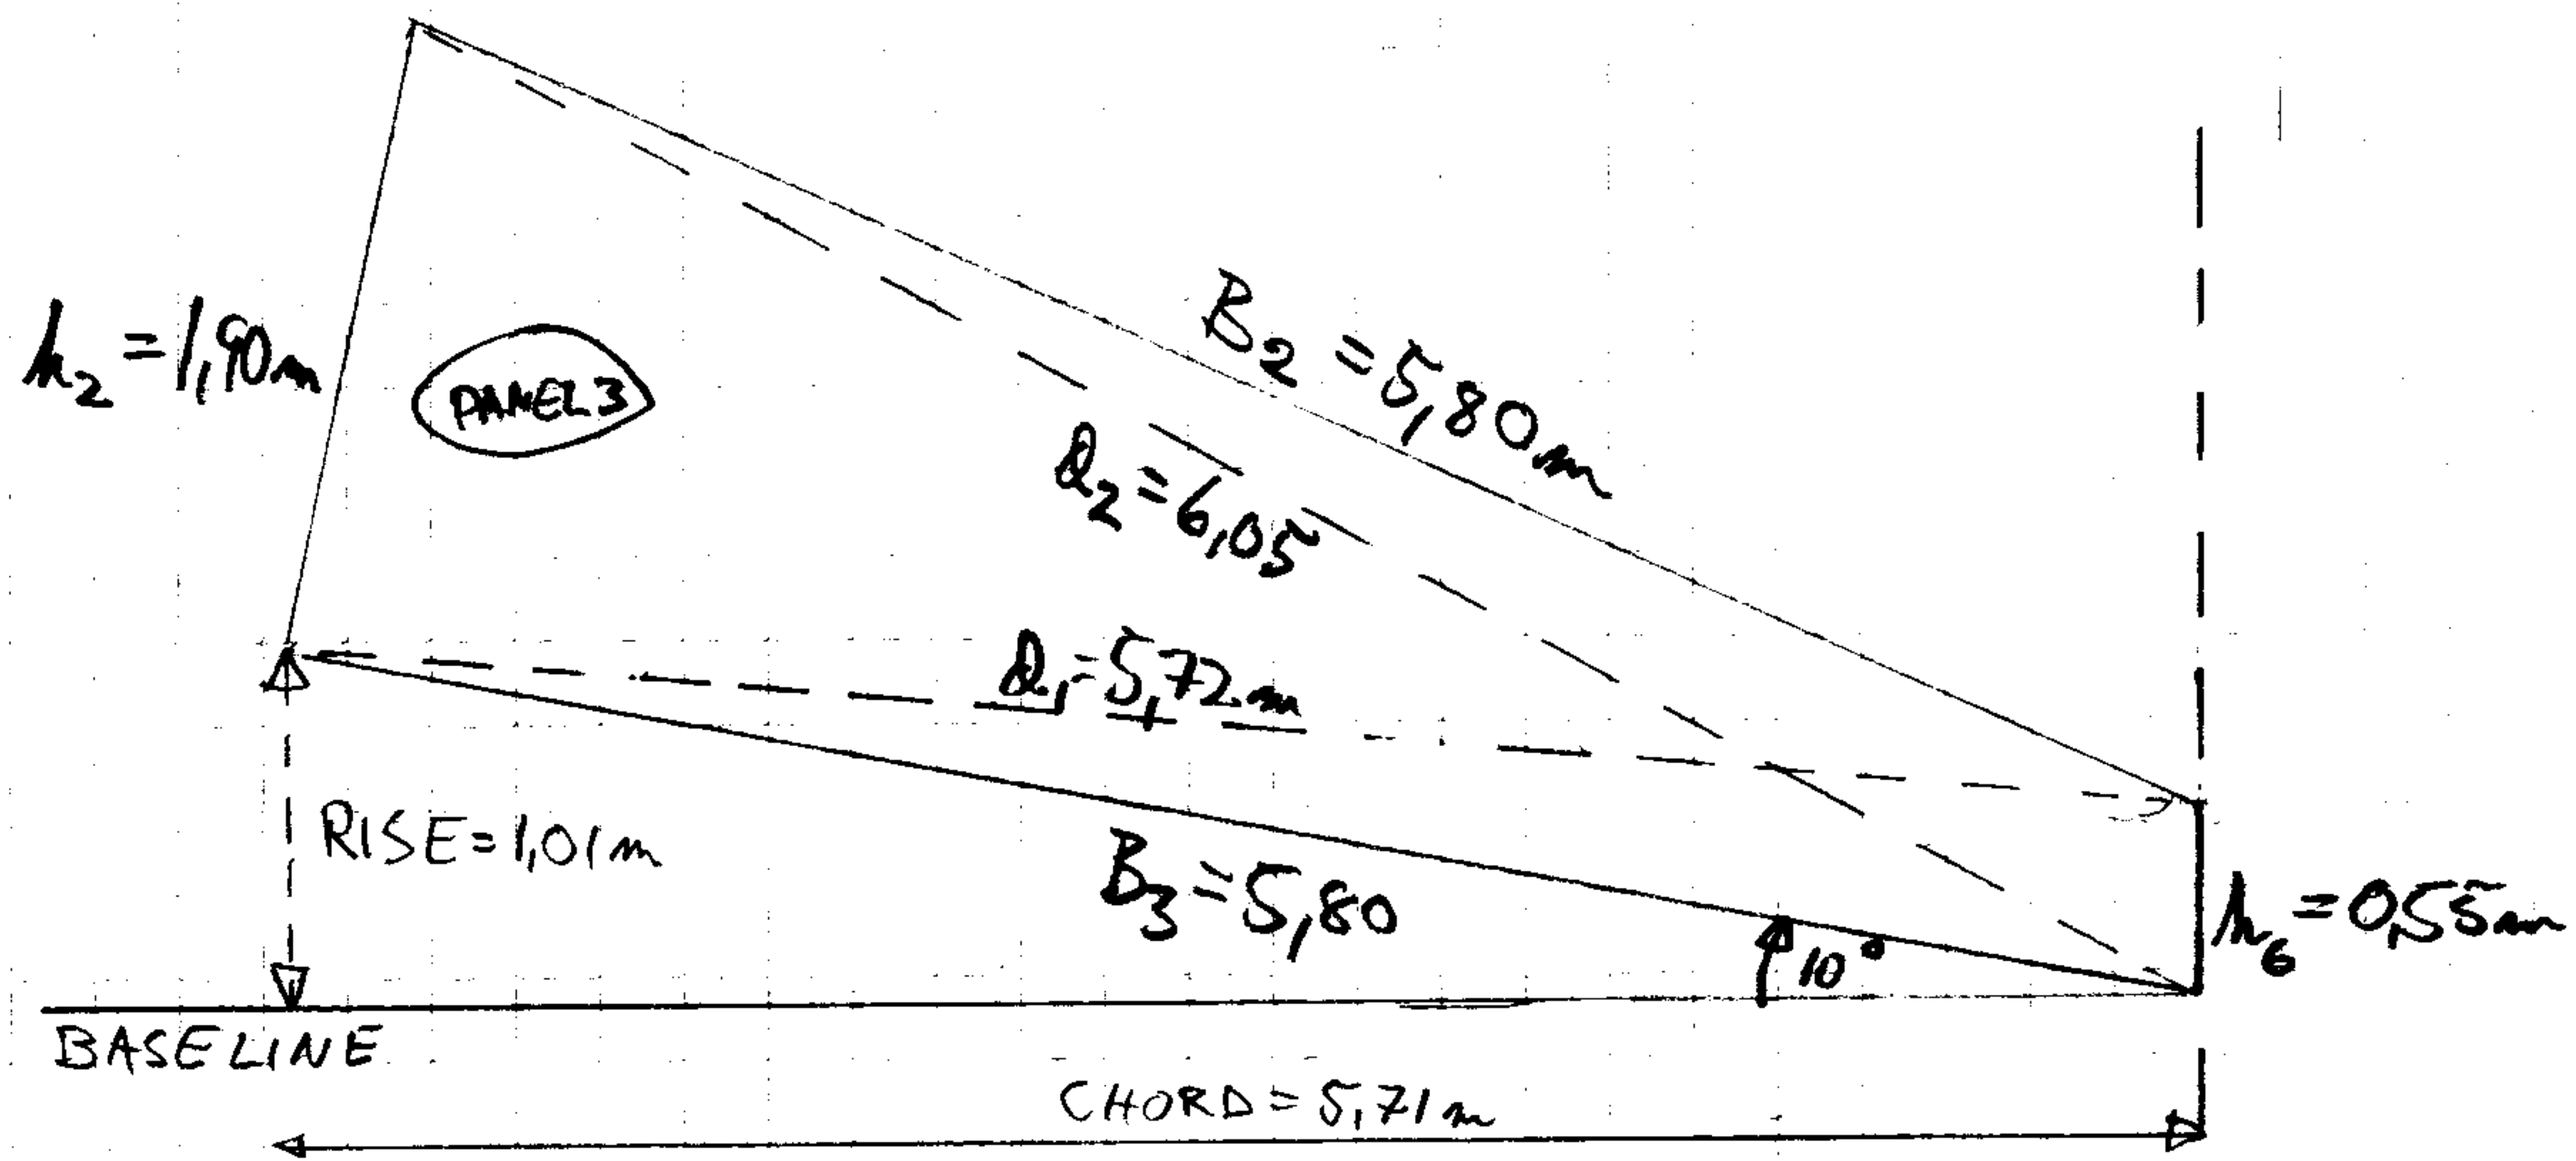 h₂ = 1,90m
PANEL 3
B₂ = 5,80m
D₂ = 6,05
D₁ = 5,72m
RISE = 1,01m
B₃ = 5,80
10°
h₆ = 0,55m
BASELINE
CHORD = 5,71m